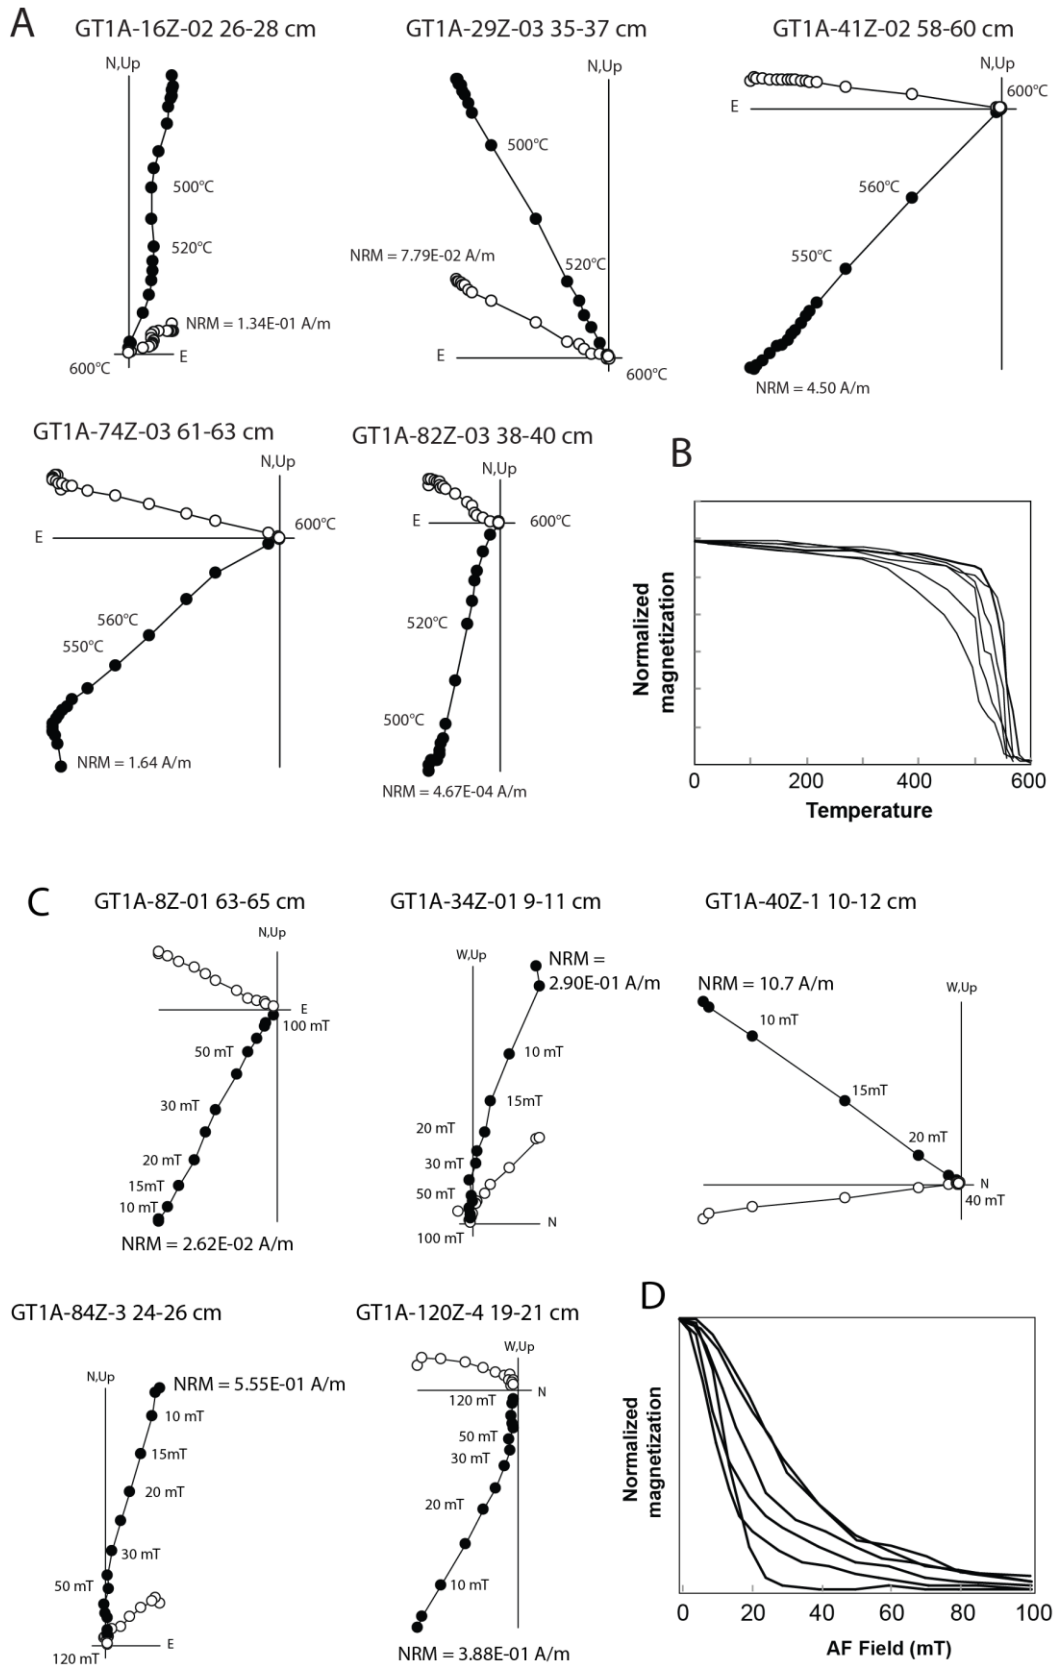 A
GT1A-16Z-02 26-28 cm
N,Up
500°C
520°C
NRM = 1.34E-01 A/m
E
600°C
GT1A-29Z-03 35-37 cm
N,Up
500°C
NRM = 7.79E-02 A/m
520°C
E
600°C
GT1A-41Z-02 58-60 cm
N,Up
600°C
E
560°C
550°C
NRM = 4.50 A/m
GT1A-74Z-03 61-63 cm
N,Up
600°C
E
560°C
550°C
NRM = 1.64 A/m
GT1A-82Z-03 38-40 cm
N,Up
E
600°C
520°C
500°C
NRM = 4.67E-04 A/m
B
Normalized
magnetization
0
200
400
600
Temperature
C
GT1A-8Z-01 63-65 cm
N,Up
E
100 mT
50 mT
30 mT
20 mT
15mT
10 mT
NRM = 2.62E-02 A/m
GT1A-34Z-01 9-11 cm
W,Up
NRM =
2.90E-01 A/m
10 mT
15mT
20 mT
30 mT
50 mT
N
100 mT
GT1A-40Z-1 10-12 cm
NRM = 10.7 A/m
W,Up
10 mT
15mT
20 mT
N
40 mT
GT1A-84Z-3 24-26 cm
N,Up
NRM = 5.55E-01 A/m
10 mT
15mT
20 mT
30 mT
50 mT
E
120 mT
GT1A-120Z-4 19-21 cm
W,Up
N
120 mT
50 mT
30 mT
20 mT
10 mT
NRM = 3.88E-01 A/m
D
Normalized
magnetization
0
20
40
60
80
100
AF Field (mT)